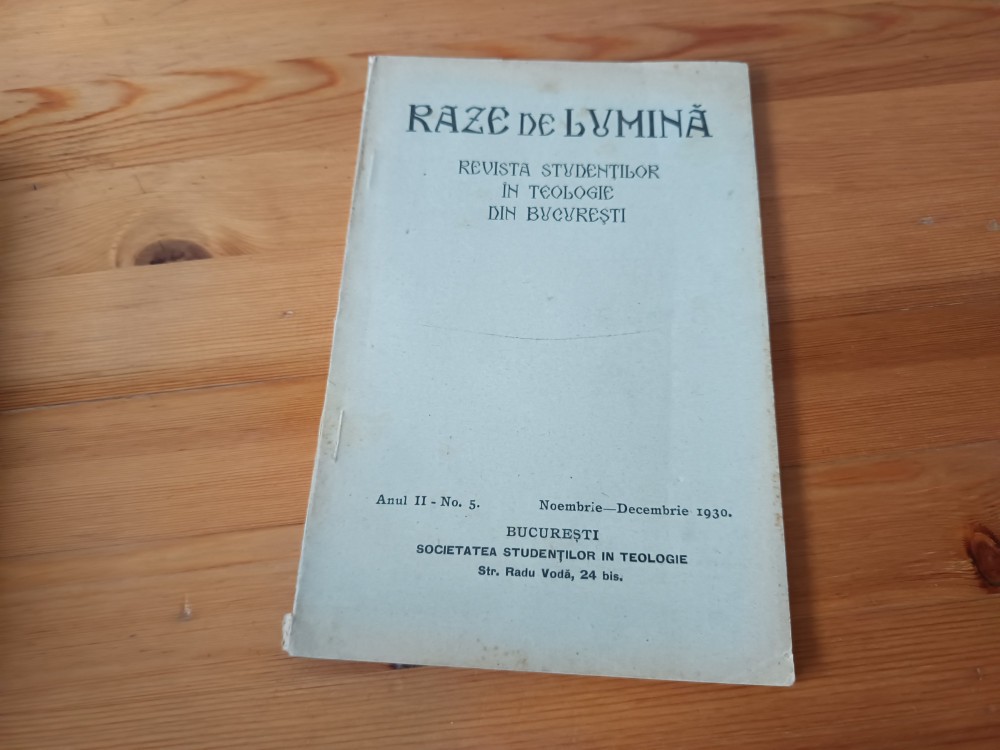 RAZE DE LUMINĂ
REVISTA STUDENȚILOR
ÎN TEOLOGIE
DIN BUCUREȘTI
Anul II - No. 5. Noembrie—Decembrie 1930.
BUCUREȘTI
SOCIETATEA STUDENȚILOR IN TEOLOGIE
Str. Radu Vodă, 24 bis.